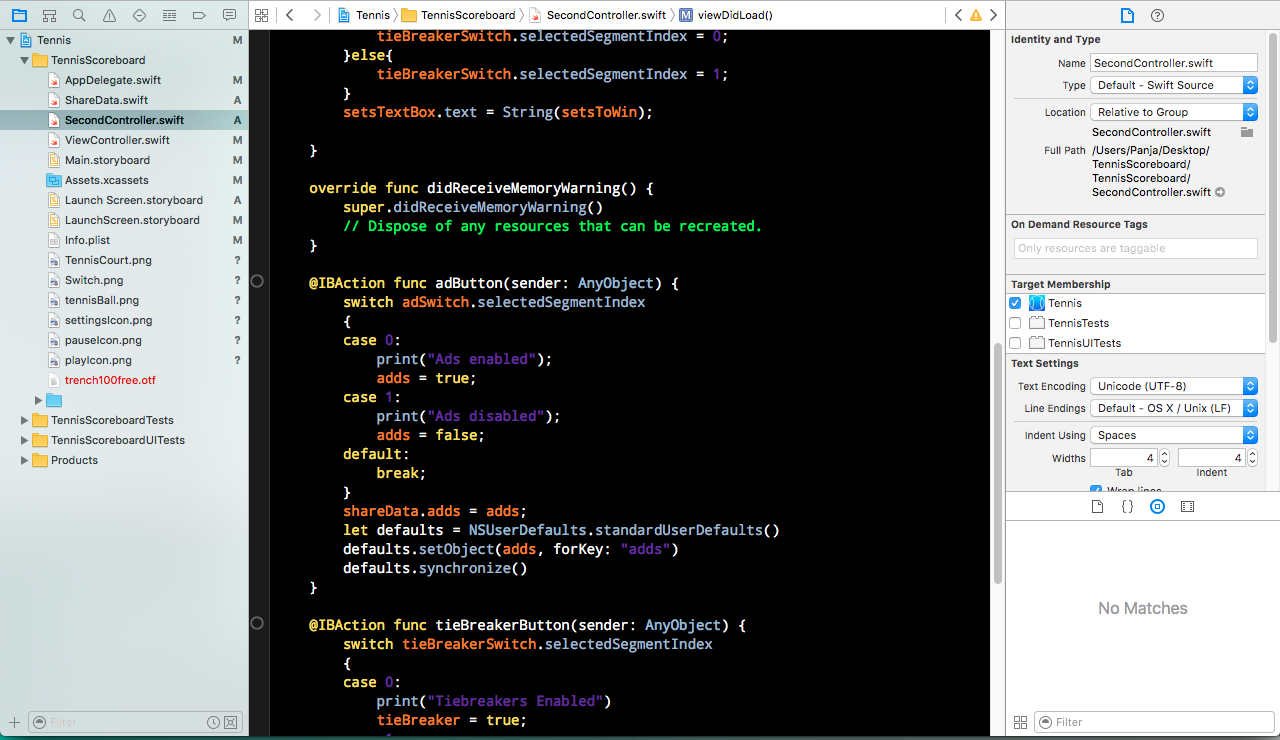 Tennis
TennisScoreboard
SecondController.swift
M
viewDidLoad()
Tennis
M
TennisScoreboard
AppDelegate.swift
M
ShareData.swift
A
SecondController.swift
A
ViewController.swift
M
Main.storyboard
M
Assets.xcassets
M
Launch Screen.storyboard
A
LaunchScreen.storyboard
M
Info.plist
M
TennisCourt.png
?
Switch.png
?
tennisBall.png
?
settingsIcon.png
?
pauseIcon.png
?
playIcon.png
?
trench100free.otf
TennisScoreboardTests
TennisScoreboardUITests
Products
Filter
tieBreakerSwitch.selectedSegmentIndex = 0;
}else{
tieBreakerSwitch.selectedSegmentIndex = 1;
}
setsTextBox.text = String(setsToWin);
}
override func didReceiveMemoryWarning() {
super.didReceiveMemoryWarning()
// Dispose of any resources that can be recreated.
}
@IBAction func adButton(sender: AnyObject) {
switch adSwitch.selectedSegmentIndex
{
case 0:
print("Ads enabled");
adds = true;
case 1:
print("Ads disabled");
adds = false;
default:
break;
}
shareData.adds = adds;
let defaults = NSUserDefaults.standardUserDefaults()
defaults.setObject(adds, forKey: "adds")
defaults.synchronize()
}
@IBAction func tieBreakerButton(sender: AnyObject) {
switch tieBreakerSwitch.selectedSegmentIndex
{
case 0:
print("Tiebreakers Enabled")
tieBreaker = true;
Identity and Type
Name SecondController.swift
Type Default - Swift Source
Location Relative to Group
SecondController.swift
Full Path /Users/Panja/Desktop/
TennisScoreboard/
TennisScoreboard/
SecondController.swift
On Demand Resource Tags
Only resources are taggable
Target Membership
Tennis
TennisTests
TennisUITests
Text Settings
Text Encoding Unicode (UTF-8)
Line Endings Default - OS X / Unix (LF)
Indent Using Spaces
Widths 4 4
Tab Indent
Wrap lines
{}
No Matches
Filter